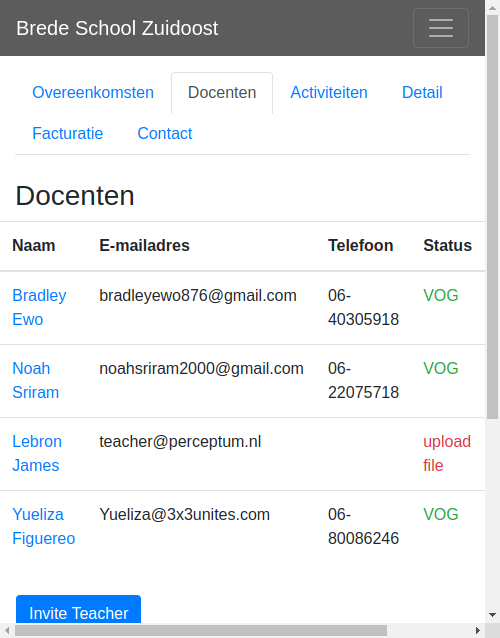 Brede School Zuidoost
Overeenkomsten Docenten Activiteiten Detail
Facturatie Contact
Docenten
Naam E-mailadres Telefoon Status
Bradley Ewo bradleyewo876@gmail.com 06-40305918 VOG
Noah Sriram noahsriram2000@gmail.com 06-22075718 VOG
Lebron James teacher@perceptum.nl upload file
Yueliza Figuereo Yueliza@3x3unites.com 06-80086246 VOG
Invite Teacher